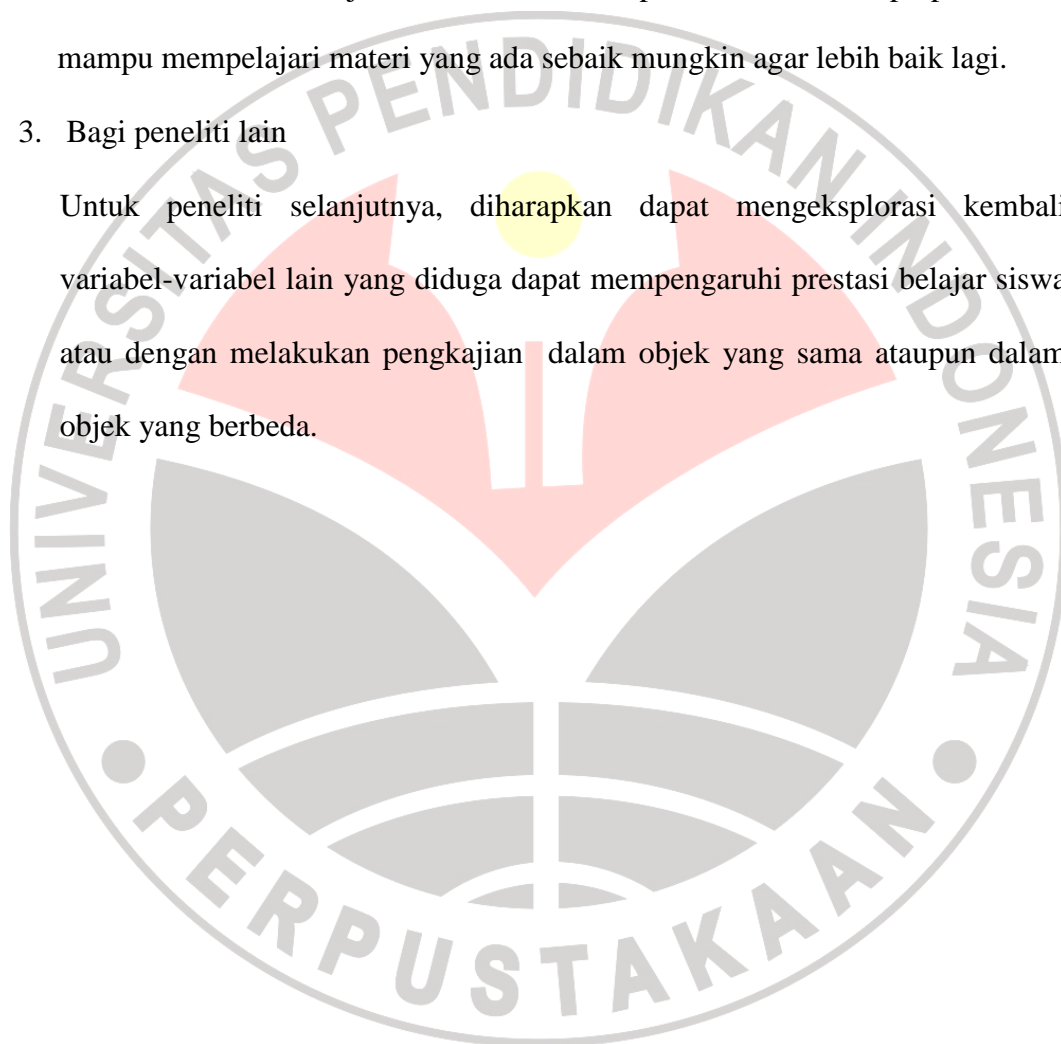 mampu mempelajari materi yang ada sebaik mungkin agar lebih baik lagi.
3. Bagi peneliti lain
Untuk peneliti selanjutnya, diharapkan dapat mengeksplorasi kembali
variabel-variabel lain yang diduga dapat mempengaruhi prestasi belajar siswa
atau dengan melakukan pengkajian dalam objek yang sama ataupun dalam
objek yang berbeda.
UNIVERSITAS PENDIDIKAN INDONESIA
PERPUSTAKAAN